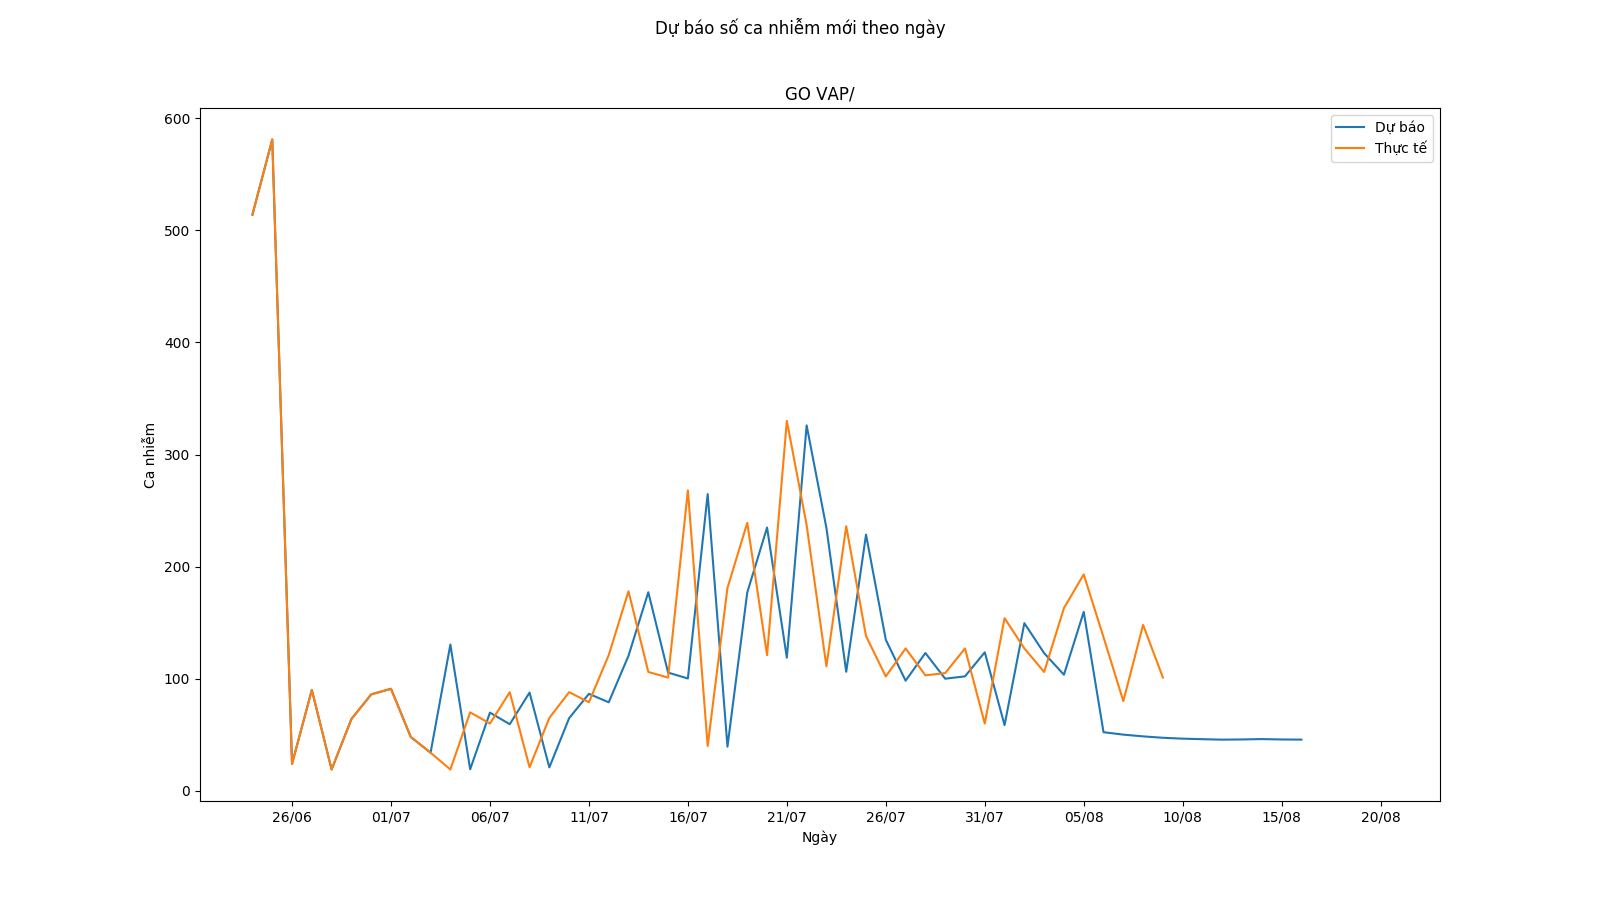 Dự báo số ca nhiễm mới theo ngày
GO VAP/
Dự báo
Thực tế
600
500
400
300
200
100
0
Ca nhiễm
26/06 01/07 06/07 11/07 16/07 21/07 26/07 31/07 05/08 10/08 15/08 20/08
Ngày